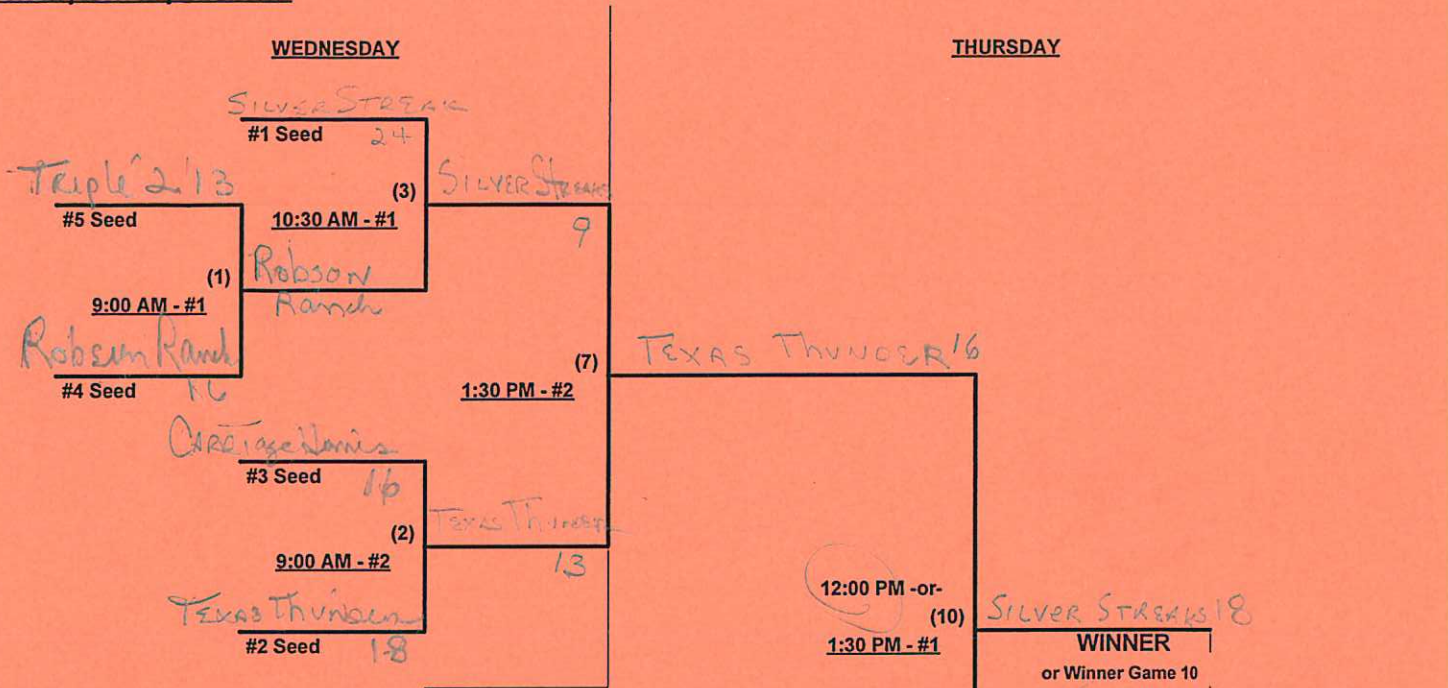 WEDNESDAY
THURSDAY
SILVER STREAK
#1 Seed 24
Triple 2 13
#5 Seed
(3)
10:30 AM - #1
SILVER STREAKS
9
(1)
9:00 AM - #1
Robson
Ranch
Robson Ranch
#4 Seed 16
(7)
1:30 PM - #2
TEXAS THUNDER 16
CARRIage
#3 Seed 16
(2)
9:00 AM - #2
TEXAS THUNDER
13
TEXAS THUNDER
#2 Seed 18
12:00 PM -or-
(10)
1:30 PM - #1
SILVER STREAKS 18
WINNER
or Winner Game 10